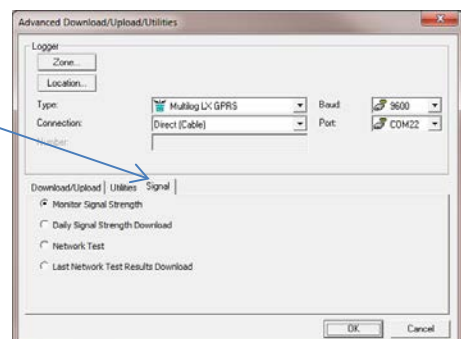 Advanced Download/Upload/Utilities
Logger
Zone...
Location...
Type: Multilog LX GPRS Baud 9600
Connection: Direct (Cable) Port: COM22
Number:
Download/Upload Utilities Signal
Monitor Signal Strength
Daily Signal Strength Download
Network Test
Last Network Test Results Download
OK Cancel